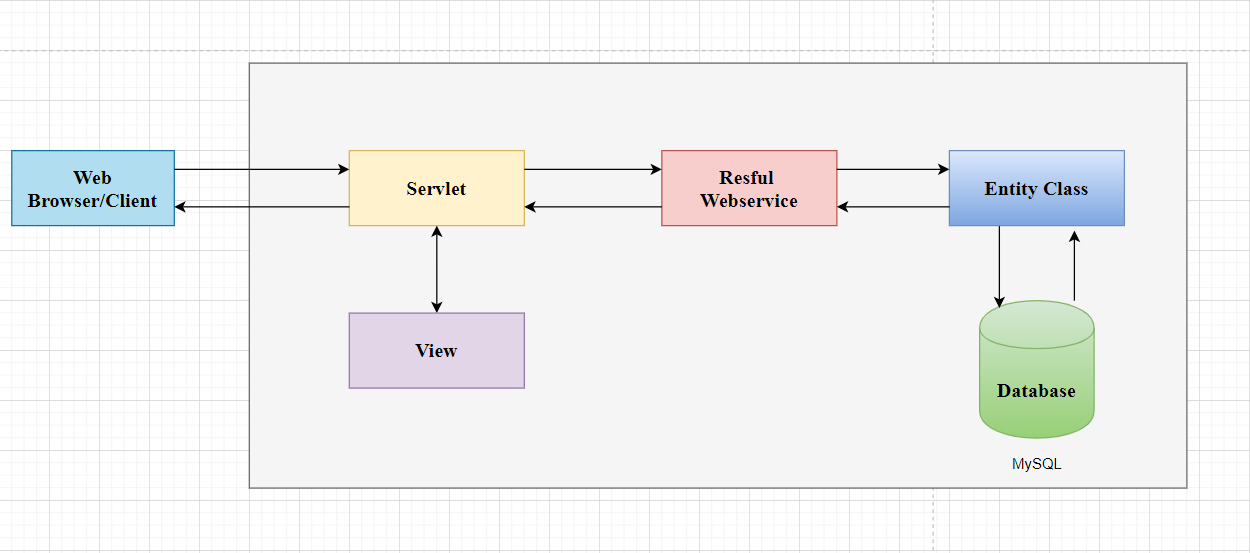 Web
Browser/Client
Servlet
Resful
Webservice
Entity Class
View
Database
MySQL